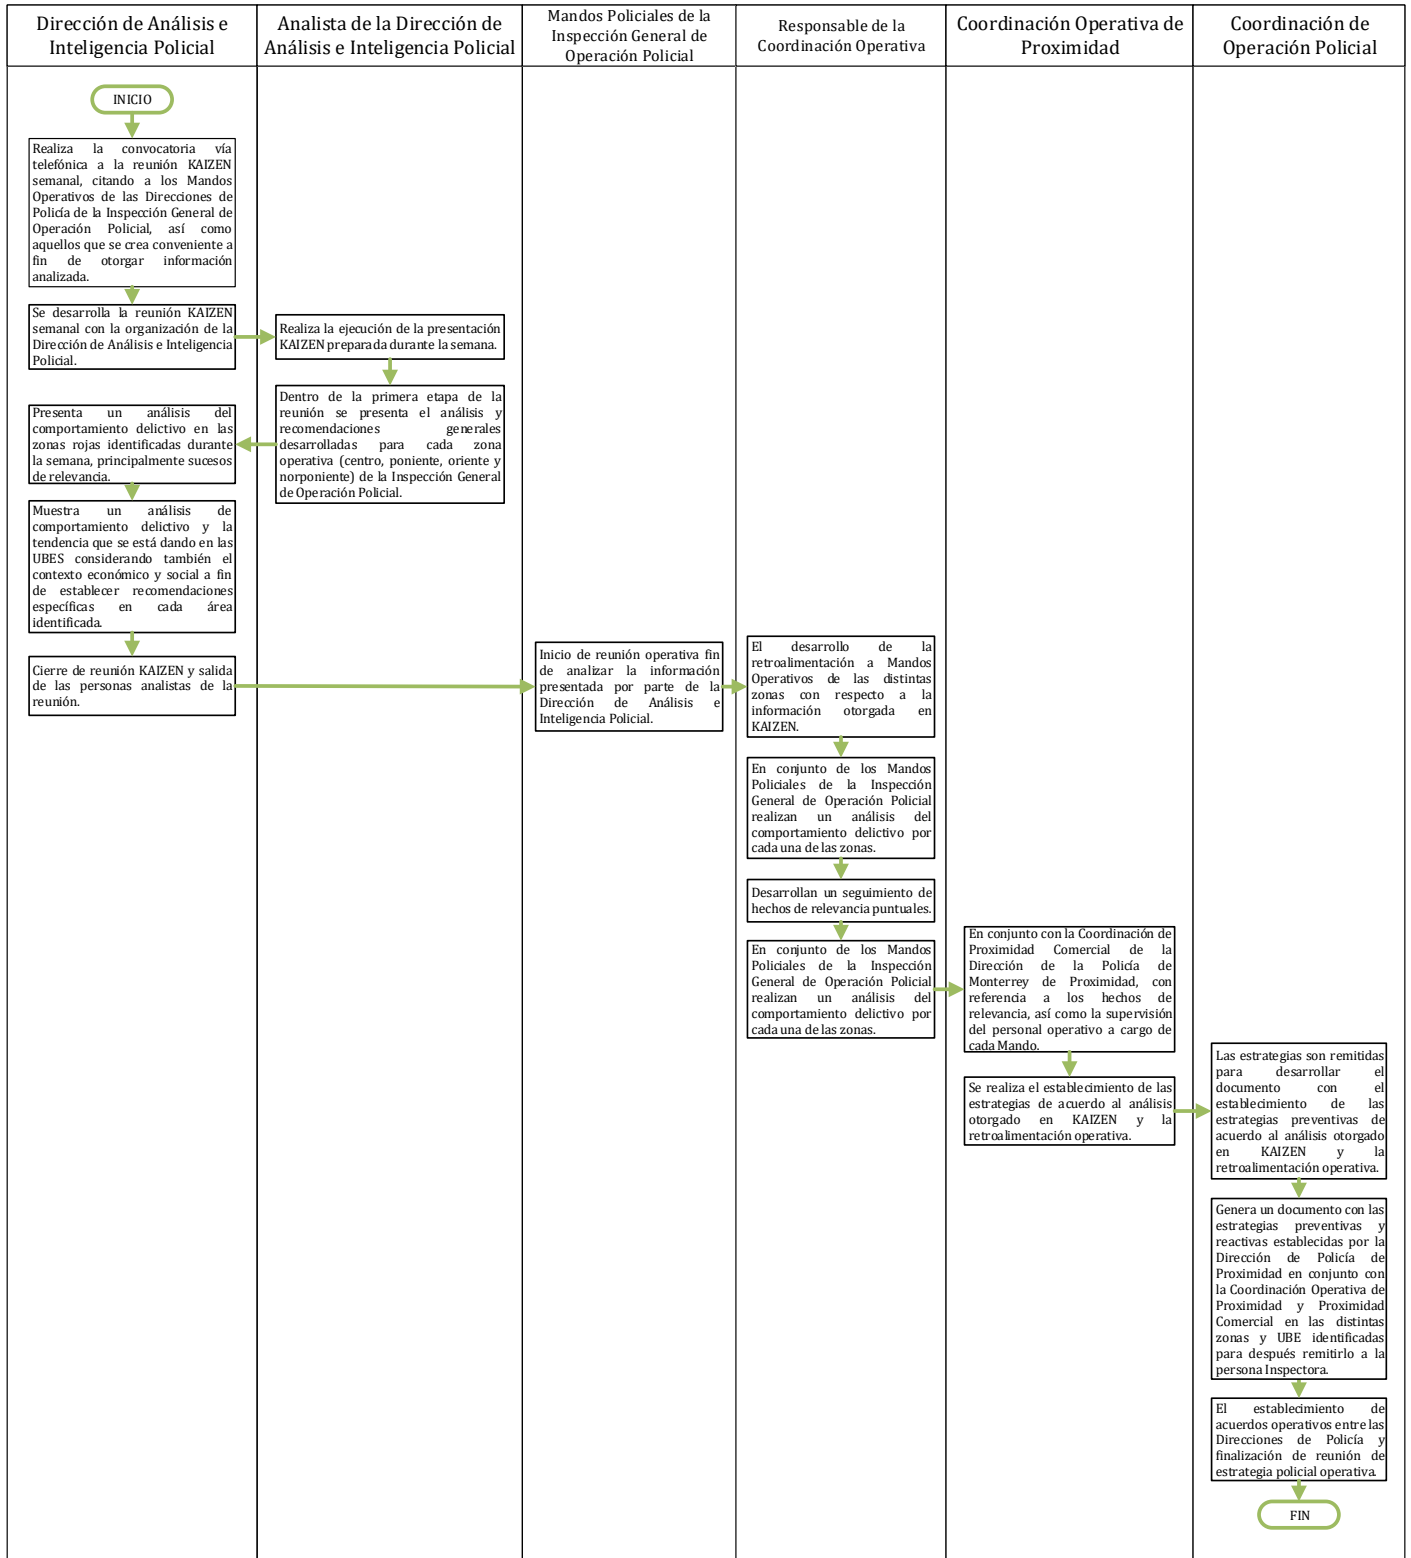 Dirección de Análisis e
Inteligencia Policial
Analista de la Dirección de
Análisis e Inteligencia Policial
Mandos Policiales de la
Inspección General de
Operación Policial
Responsable de la
Coordinación Operativa
Coordinación Operativa de
Proximidad
Coordinación de
Operación Policial
INICIO
Realiza la convocatoria vía
telefónica a la reunión KAIZEN
semanal, citando a los Mandos
Operativos de las Direcciones de
Policía de la Inspección General de
Operación Policial, así como
aquellos que se crea conveniente a
fin de otorgar información
analizada.
Se desarrolla la reunión KAIZEN
semanal con la organización de la
Dirección de Análisis e Inteligencia
Policial.
Realiza la ejecución de la presentación
KAIZEN preparada durante la semana.
Dentro de la primera etapa de la
reunión se presenta el análisis y
recomendaciones generales
desarrolladas para cada zona
operativa (centro, poniente, oriente y
norponiente) de la Inspección General
de Operación Policial.
Presenta un análisis del
comportamiento delictivo en las
zonas rojas identificadas durante
la semana, principalmente sucesos
de relevancia.
Muestra un análisis de
comportamiento delictivo y la
tendencia que se está dando en las
UBES considerando también el
contexto económico y social a fin
de establecer recomendaciones
específicas en cada área
identificada.
Cierre de reunión KAIZEN y salida
de las personas analistas de la
reunión.
Inicio de reunión operativa fin
de analizar la información
presentada por parte de la
Dirección de Análisis e
Inteligencia Policial.
El desarrollo de la
retroalimentación a Mandos
Operativos de las distintas
zonas con respecto a la
información otorgada en
KAIZEN.
En conjunto de los Mandos
Policiales de la Inspección
General de Operación Policial
realizan un análisis del
comportamiento delictivo por
cada una de las zonas.
Desarrollan un seguimiento de
hechos de relevancia puntuales.
En conjunto de los Mandos
Policiales de la Inspección
General de Operación Policial
realizan un análisis del
comportamiento delictivo por
cada una de las zonas.
En conjunto con la Coordinación de
Proximidad Comercial de la
Dirección de la Policía de
Monterrey de Proximidad, con
referencia a los hechos de
relevancia, así como la supervisión
del personal operativo a cargo de
cada Mando.
Se realiza el establecimiento de las
estrategias de acuerdo al análisis
otorgado en KAIZEN y la
retroalimentación operativa.
Las estrategias son remitidas
para desarrollar el
documento con el
establecimiento de las
estrategias preventivas de
acuerdo al análisis otorgado
en KAIZEN y la
retroalimentación operativa.
Genera un documento con las
estrategias preventivas y
reactivas establecidas por la
Dirección de Policía de
Proximidad en conjunto con
la Coordinación Operativa de
Proximidad y Proximidad
Comercial en las distintas
zonas y UBE identificadas
para después remitirlo a la
persona Inspectora.
El establecimiento de
acuerdos operativos entre las
Direcciones de Policía y
finalización de reunión de
estrategia policial operativa.
FIN